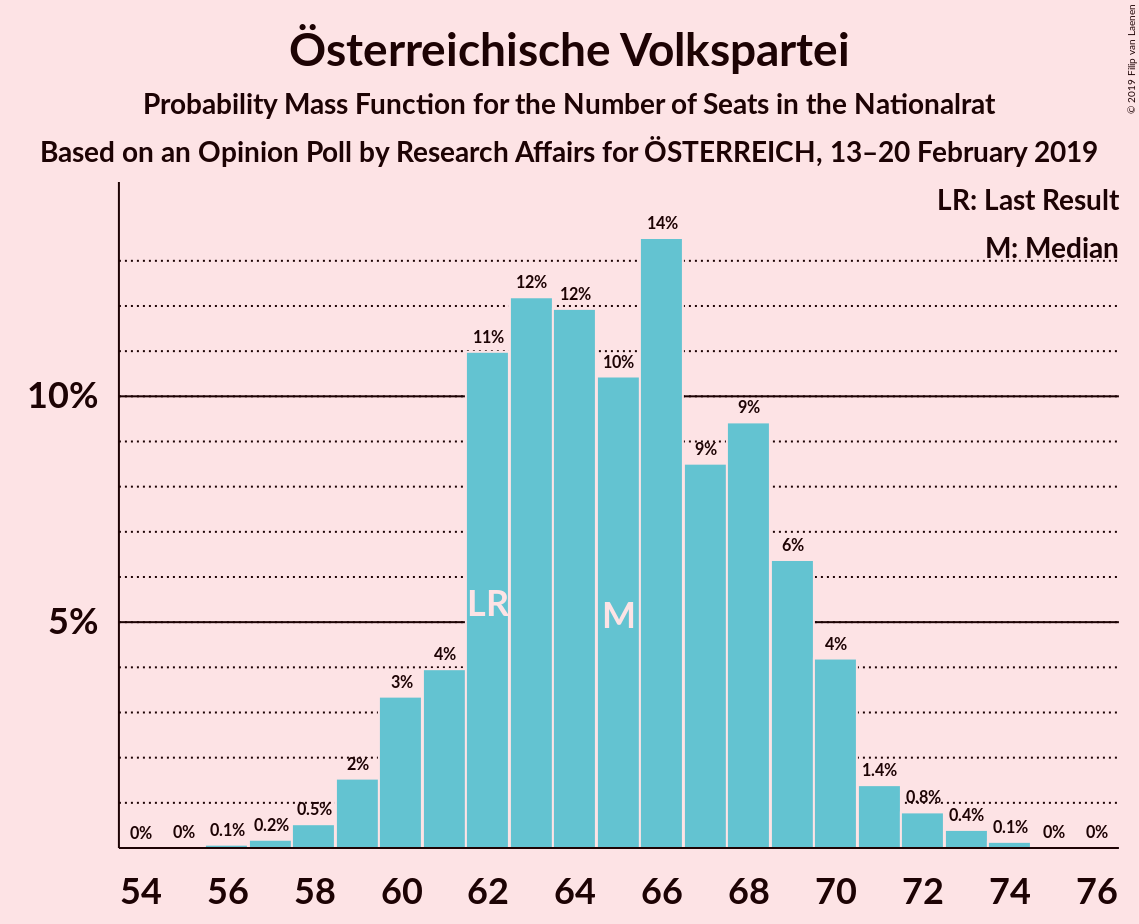 Österreichische Volkspartei
Probability Mass Function for the Number of Seats in the Nationalrat
Based on an Opinion Poll by Research Affairs for ÖSTERREICH, 13–20 February 2019
© 2019 Filip van Laenen
LR: Last Result
M: Median
10%
5%
0%
0%
0.1%
0.2%
0.5%
2%
3%
4%
11%
12%
12%
10%
14%
9%
9%
6%
4%
1.4%
0.8%
0.4%
0.1%
0%
0%
LR
M
54 56 58 60 62 64 66 68 70 72 74 76